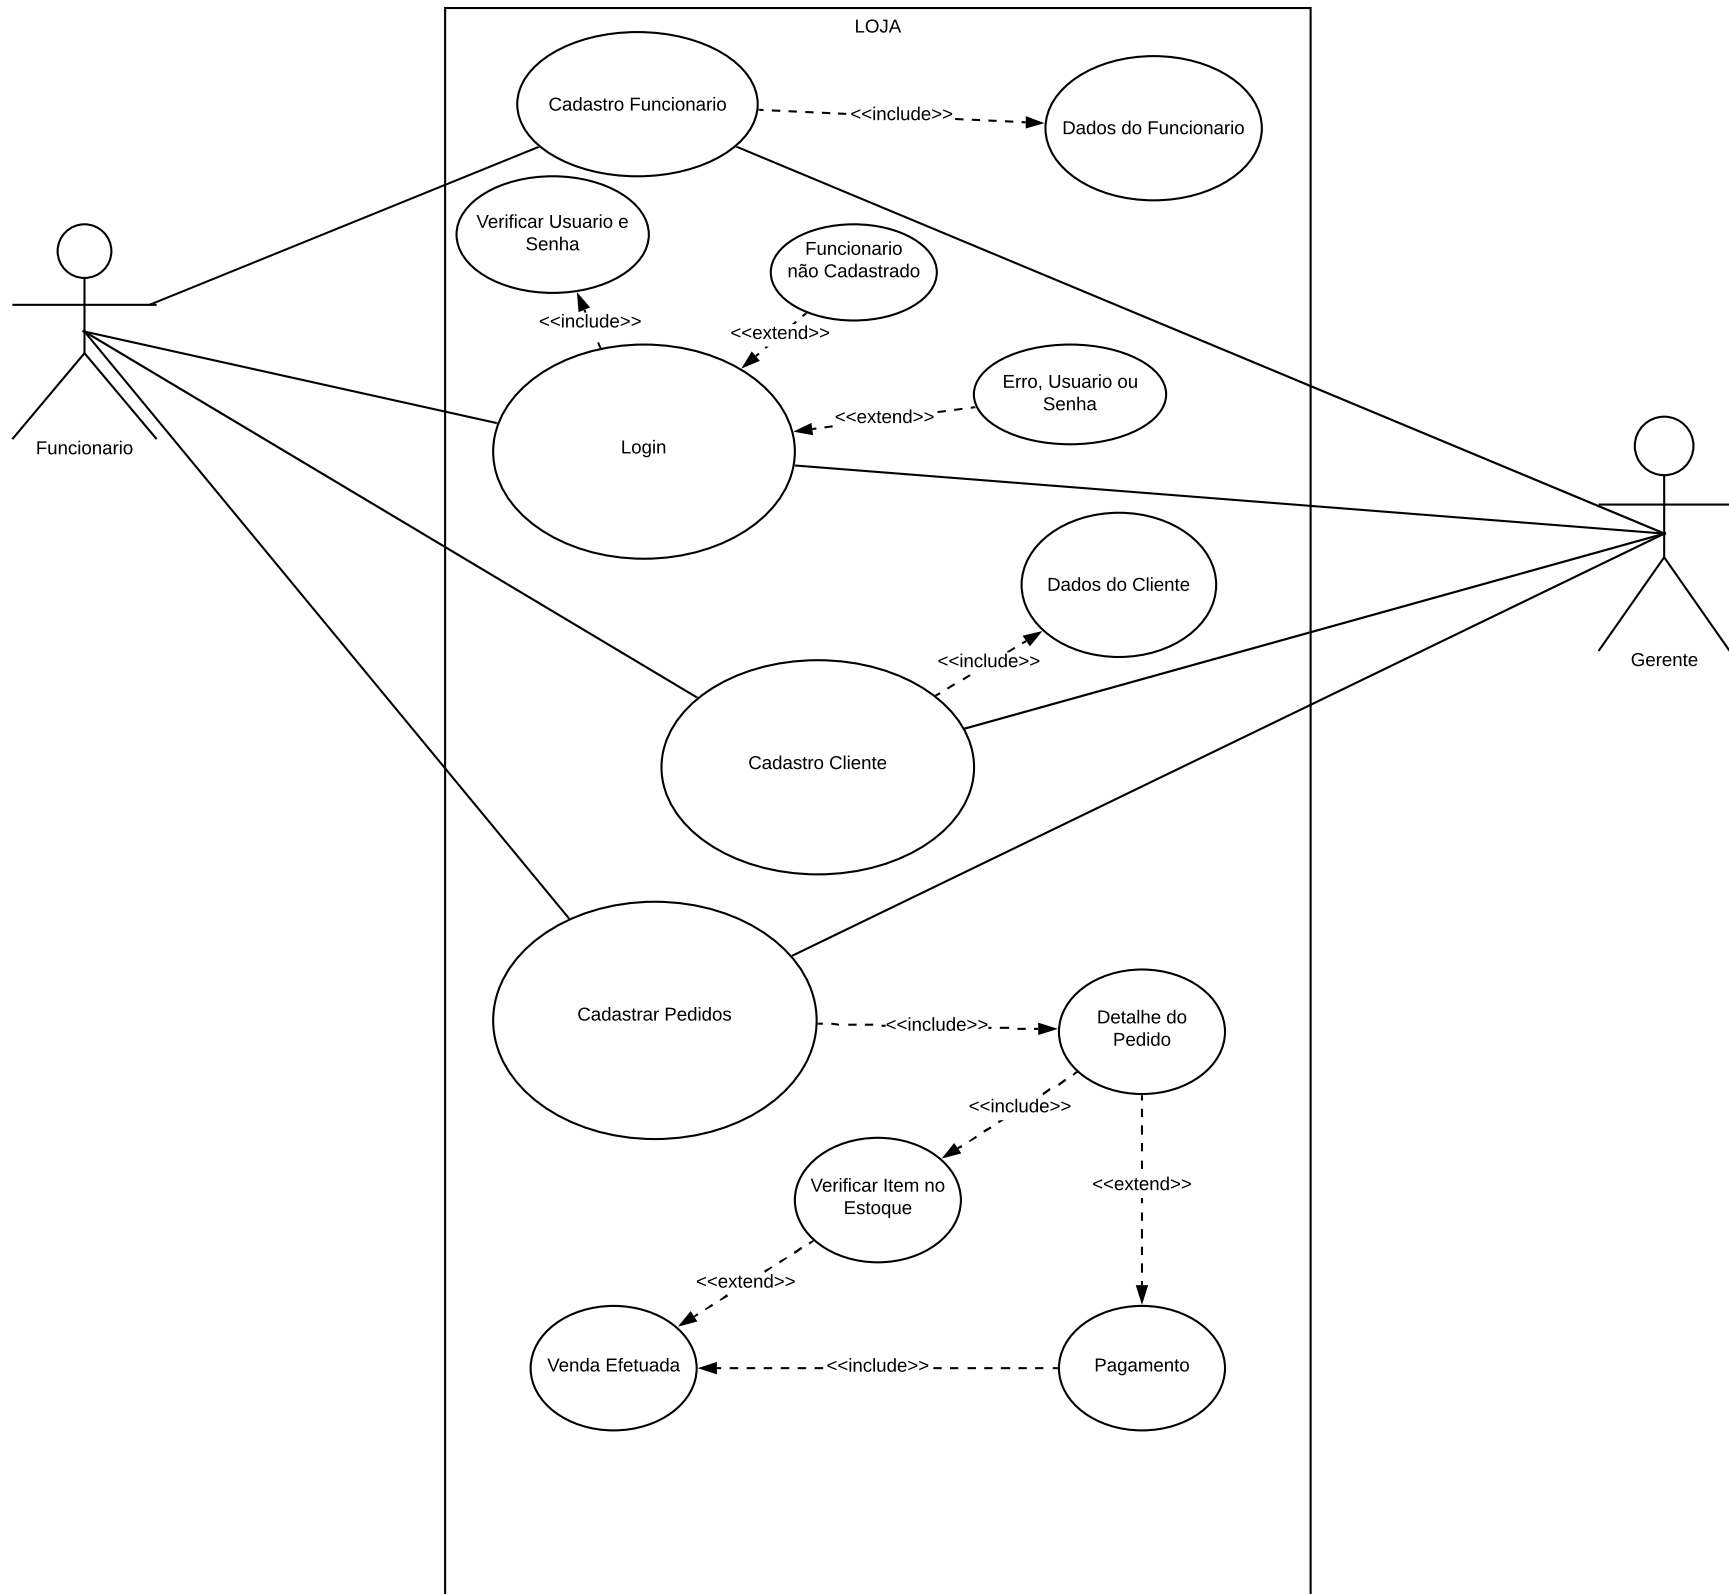 LOJA
Cadastro Funcionario
<<include>>
Dados do Funcionario
Verificar Usuario e
Senha
Funcionario
não Cadastrado
<<include>>
<<extend>>
Erro, Usuario ou
Senha
<<extend>>
Login
Funcionario
Dados do Cliente
<<include>>
Gerente
Cadastro Cliente
Cadastrar Pedidos
<<include>>
Detalhe do
Pedido
<<include>>
<<extend>>
Verificar Item no
Estoque
<<extend>>
Venda Efetuada
<<include>>
Pagamento